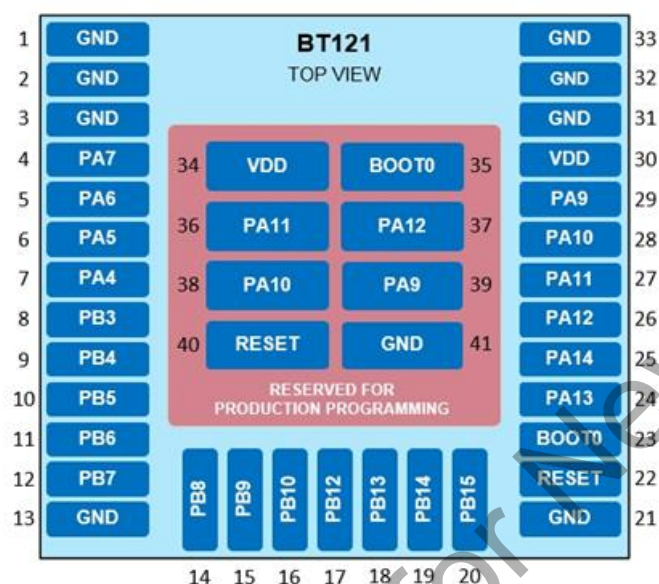 BT121
TOP VIEW
1 GND GND 33
2 GND GND 32
3 GND GND 31
4 PA7 34 VDD BOOT0 35 VDD 30
5 PA6 PA9 29
6 PA5 36 PA11 PA12 37 PA10 28
7 PA4 38 PA10 PA9 39 PA11 27
8 PB3 PA12 26
9 PB4 40 RESET GND 41 PA14 25
10 PB5 RESERVED FOR PA13 24
PRODUCTION PROGRAMMING
11 PB6 BOOT0 23
12 PB7 RESET 22
13 GND GND 21
PB8 PB9 PB10 PB12 PB13 PB14 PB15
14 15 16 17 18 19 20
for Ne